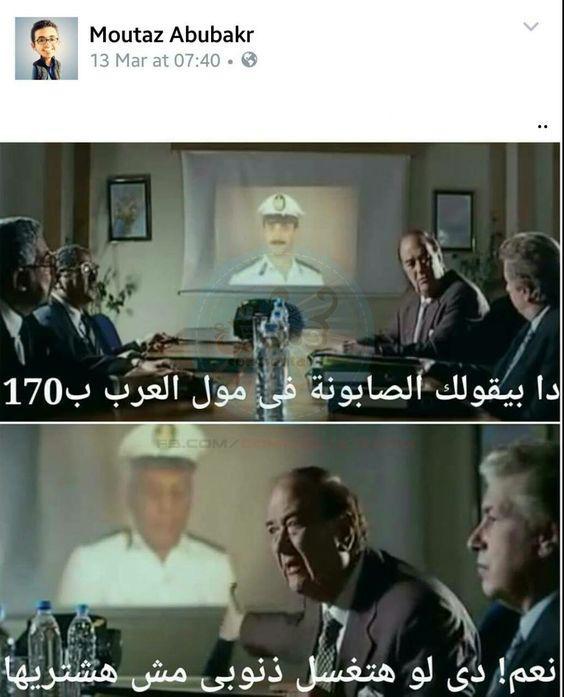 Moutaz Abubakr
13 Mar at 07:40
..
دا بيقولك الصابونة فى مول العرب ب170
نعم! دى لو هتغسل ذنوبى مش هشتريها